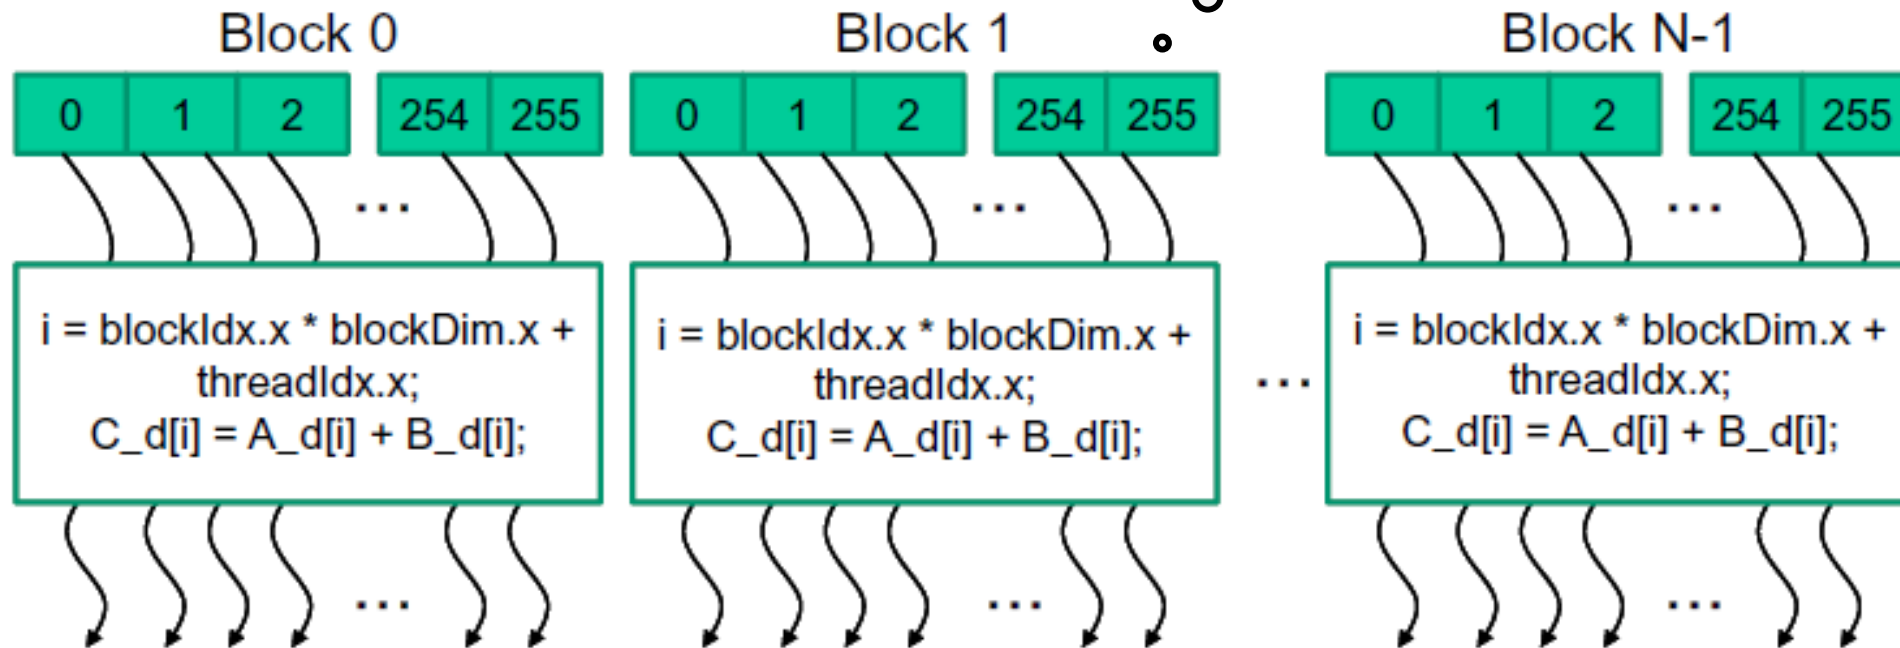 Block 0
0 1 2 254 255
...
i = blockIdx.x * blockDim.x +
threadIdx.x;
C_d[i] = A_d[i] + B_d[i];
...
Block 1
0 1 2 254 255
...
i = blockIdx.x * blockDim.x +
threadIdx.x;
C_d[i] = A_d[i] + B_d[i];
...
...
Block N-1
0 1 2 254 255
...
i = blockIdx.x * blockDim.x +
threadIdx.x;
C_d[i] = A_d[i] + B_d[i];
...